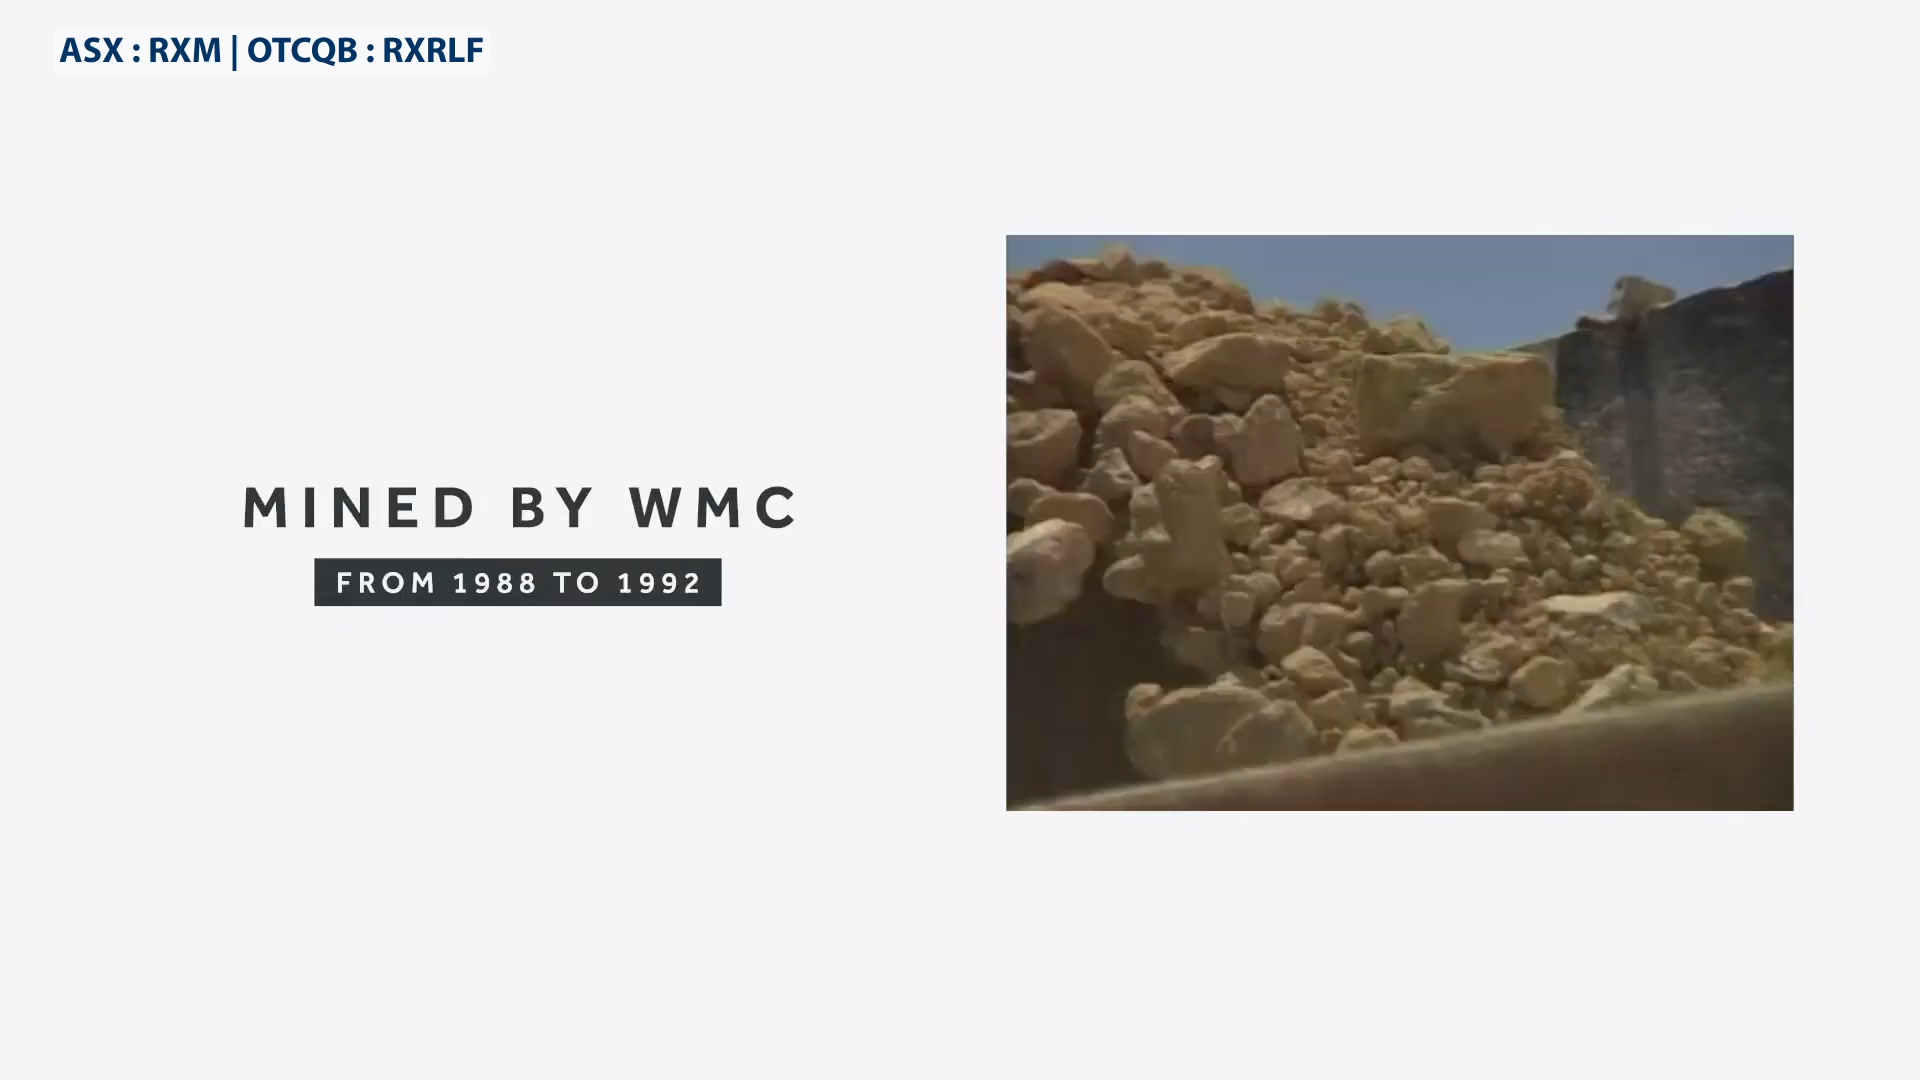 ASX : RXM | OTCQB : RXRLF
MINED BY WMC
FROM 1988 TO 1992